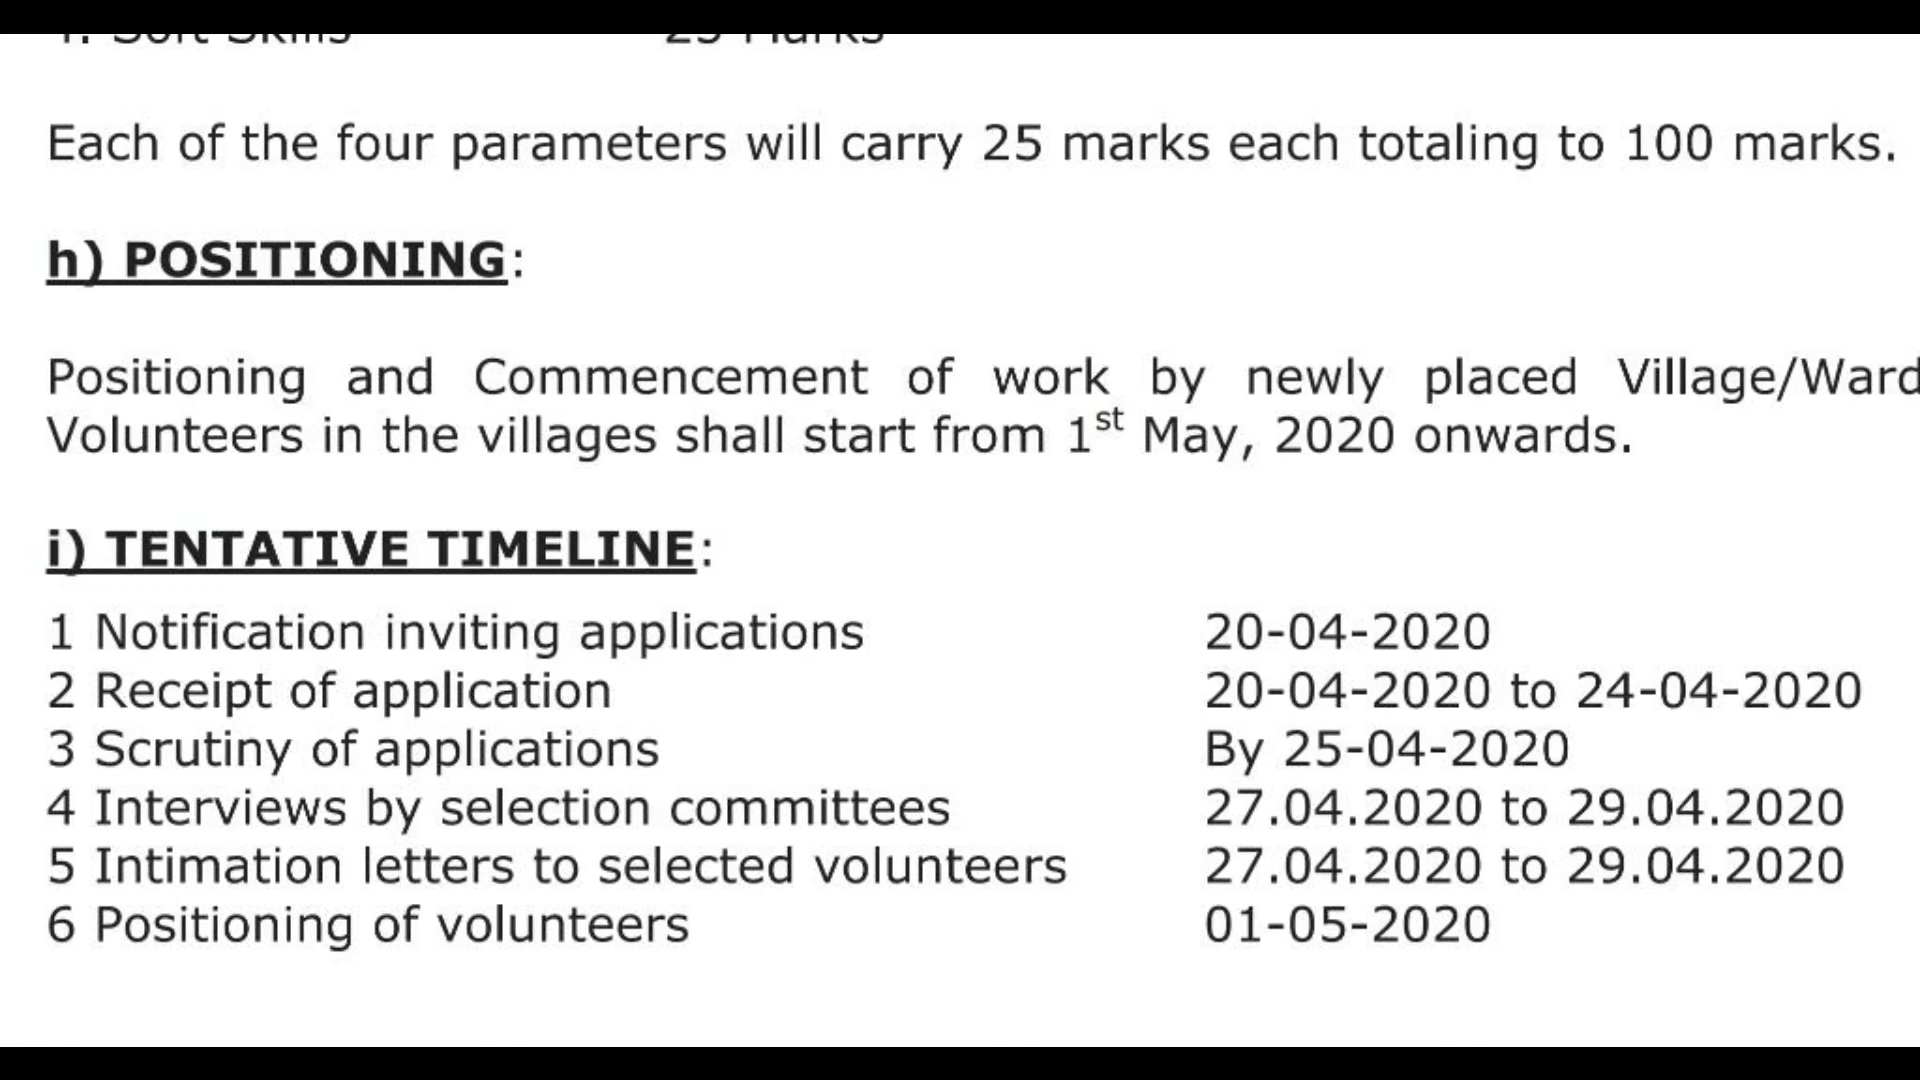 Soft Skills 25 Marks
Each of the four parameters will carry 25 marks each totaling to 100 marks.
h) POSITIONING:
Positioning and Commencement of work by newly placed Village/Ward
Volunteers in the villages shall start from 1st May, 2020 onwards.
i) TENTATIVE TIMELINE:
1 Notification inviting applications 20-04-2020
2 Receipt of application 20-04-2020 to 24-04-2020
3 Scrutiny of applications By 25-04-2020
4 Interviews by selection committees 27.04.2020 to 29.04.2020
5 Intimation letters to selected volunteers 27.04.2020 to 29.04.2020
6 Positioning of volunteers 01-05-2020